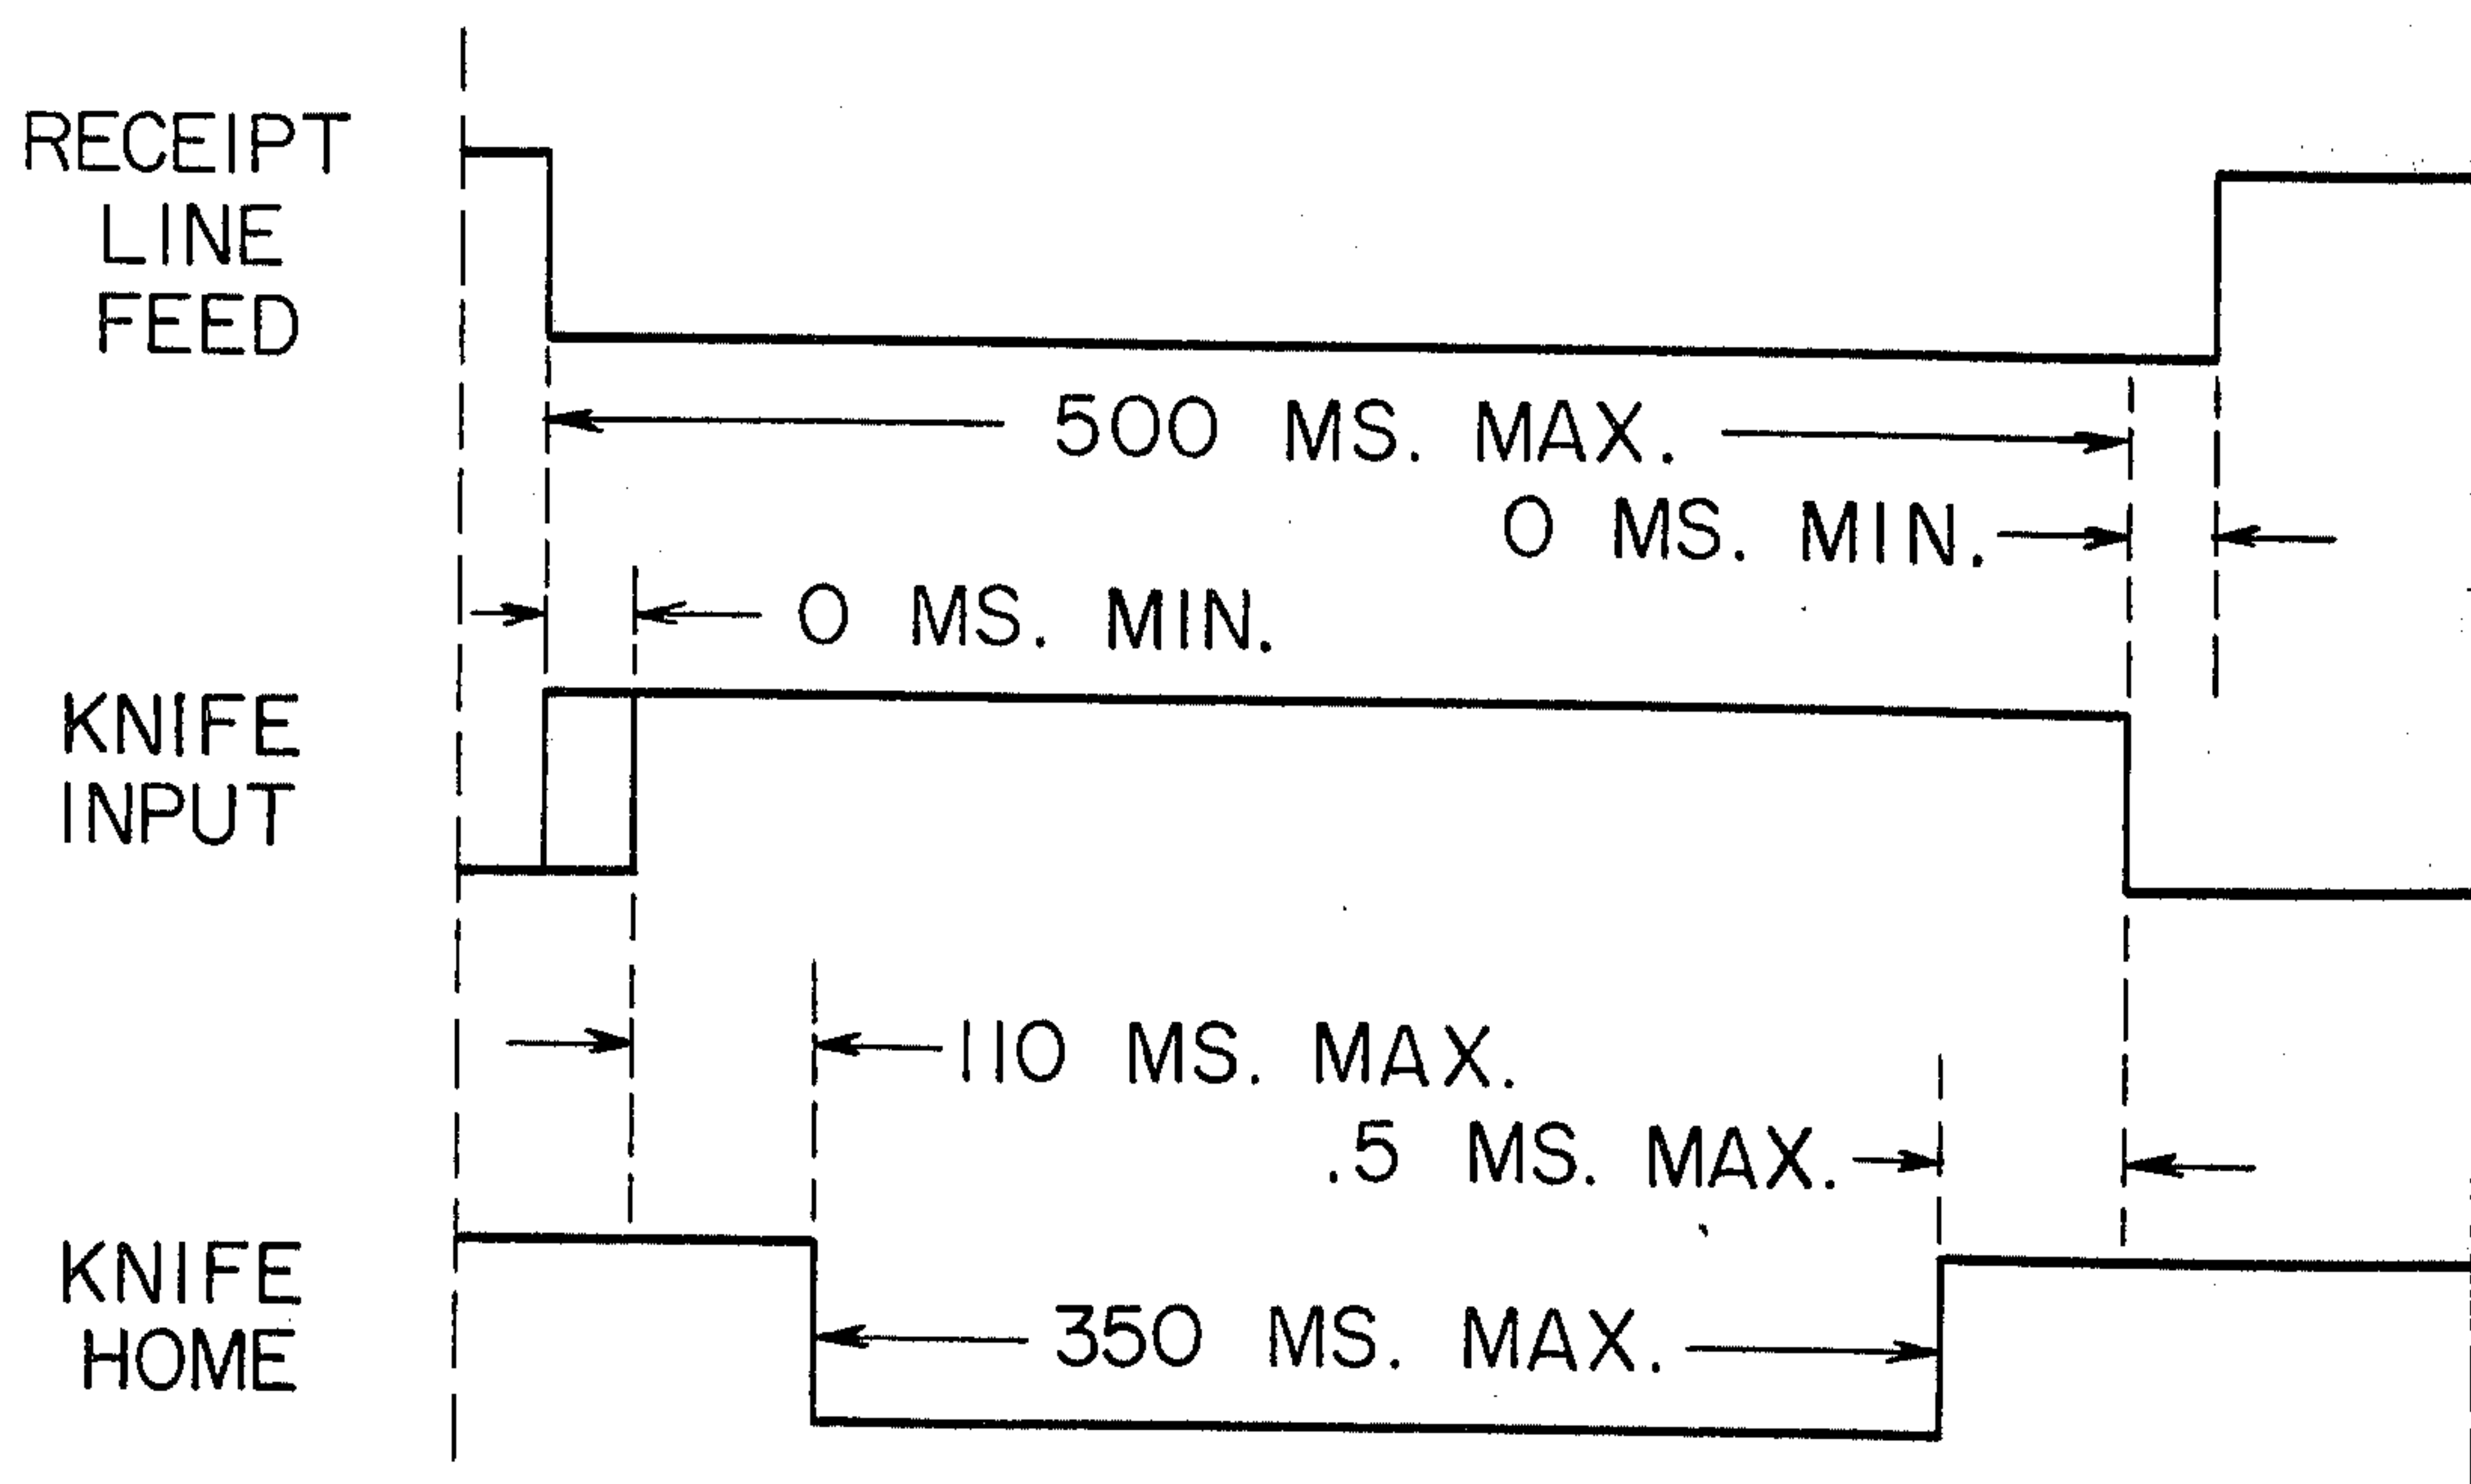 RECEIPT
LINE
FEED
500 MS. MAX.
0 MS. MIN.
0 MS. MIN.
KNIFE
INPUT
110 MS. MAX.
.5 MS. MAX.
KNIFE
HOME
350 MS. MAX.